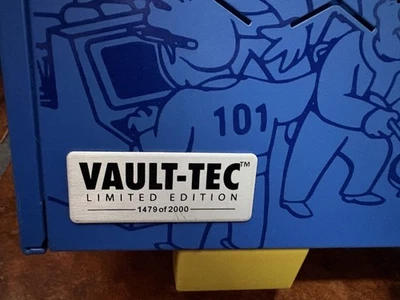 101
VAULT-TEC™
LIMITED EDITION
1479 of 2000